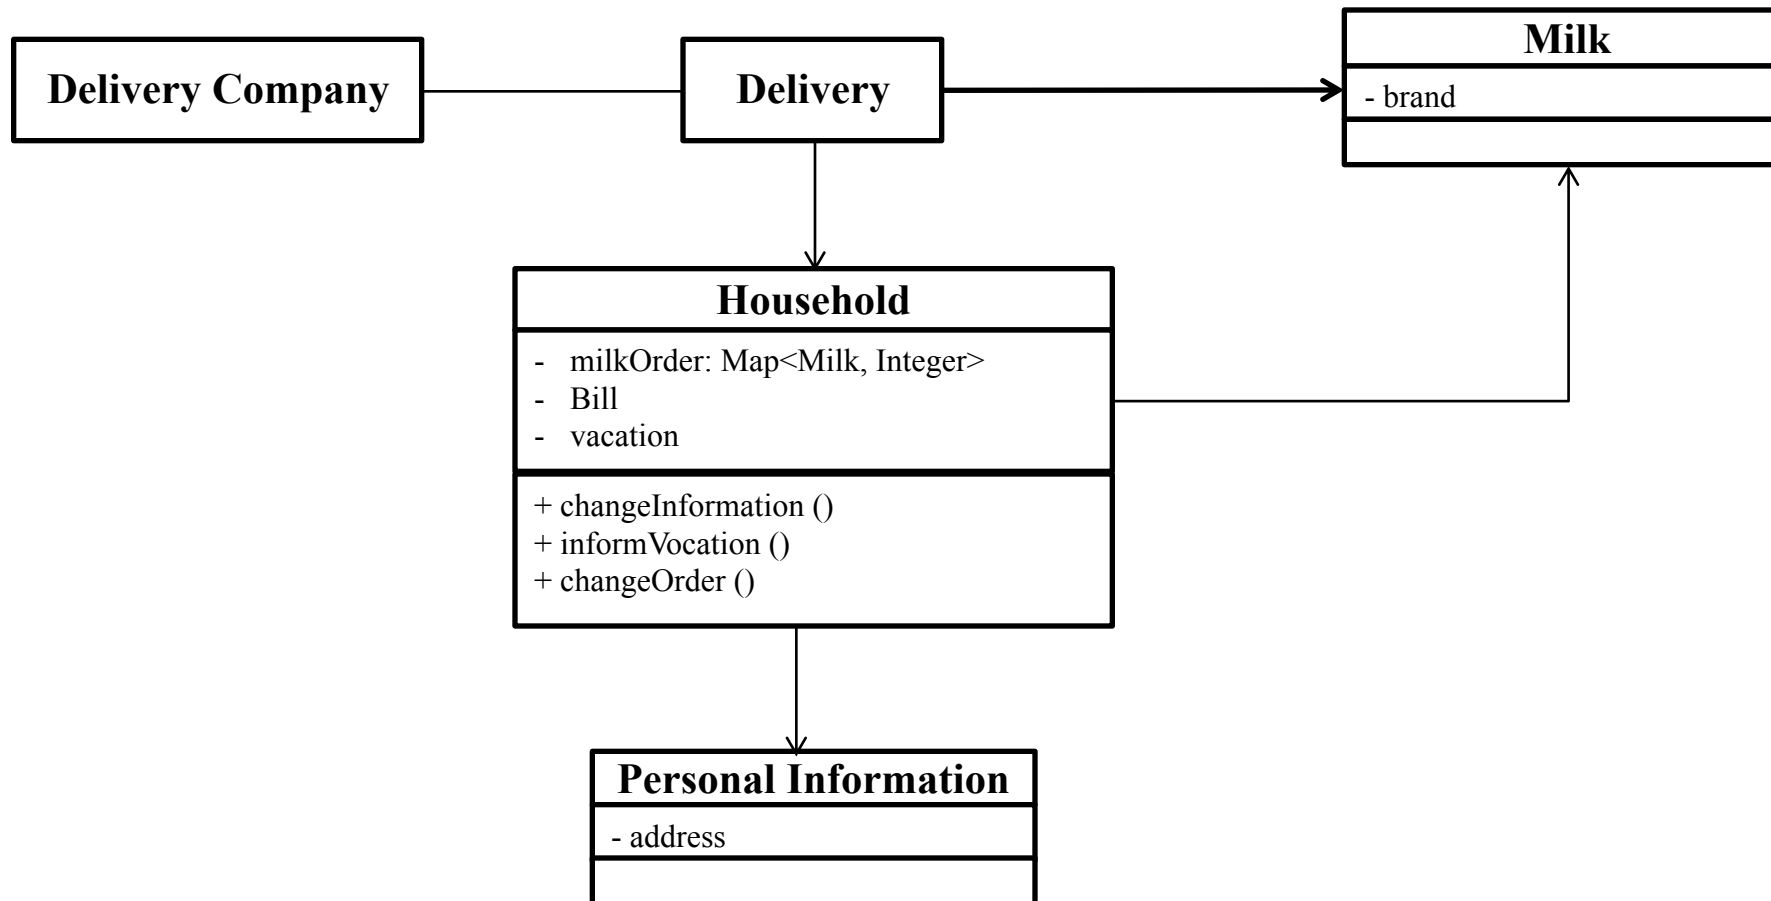 Delivery Company
Delivery
Milk
- brand
Household
- milkOrder: Map<Milk, Integer>
- Bill
- vacation
+ changeInformation ()
+ informVocation ()
+ changeOrder ()
Personal Information
- address